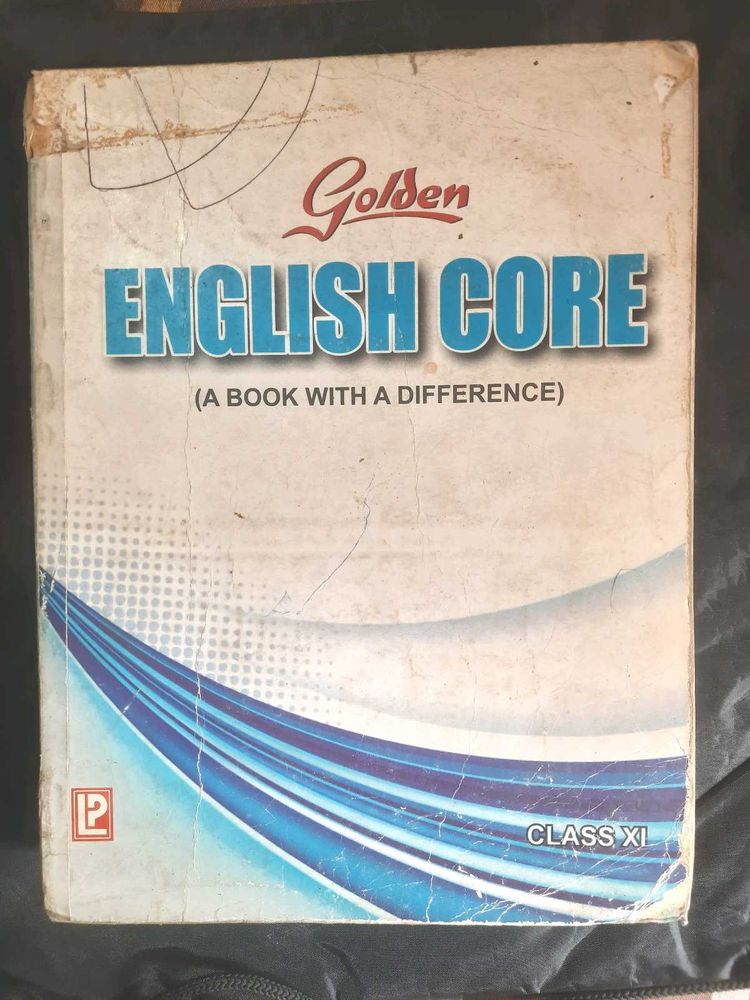 Golden
ENGLISH CORE
(A BOOK WITH A DIFFERENCE)
LP
CLASS XI